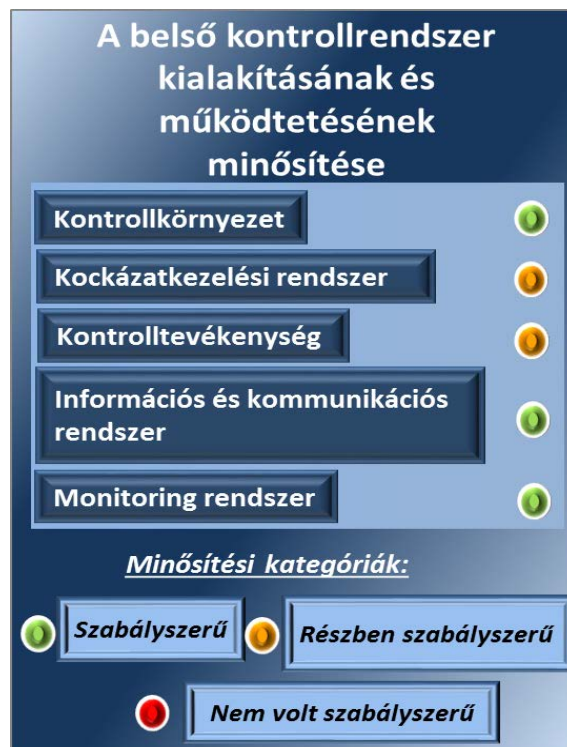 A belső kontrollrendszer
kialakításának és
működtetésének
minősítése
Kontrollkörnyezet
Kockázatkezelési rendszer
Kontrolltevékenység
Információs és kommunikációs
rendszer
Monitoring rendszer
Minősítési kategóriák:
Szabályszerű
Részben szabályszerű
Nem volt szabályszerű